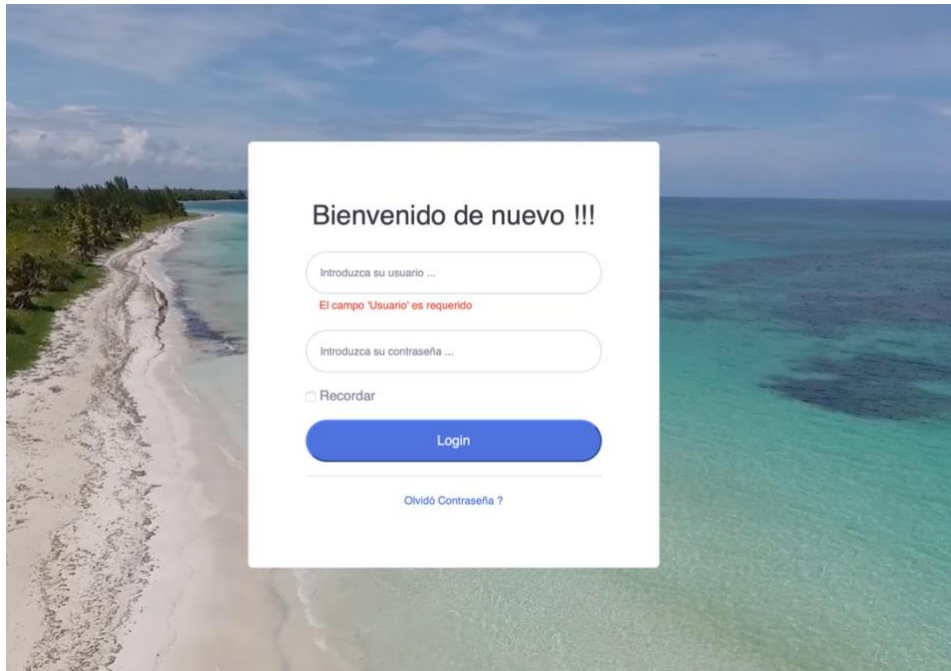 Bienvenido de nuevo !!!
Introduzca su usuario ...
El campo 'Usuario' es requerido
Introduzca su contraseña ...
Recordar
Login
Olvidó Contraseña ?